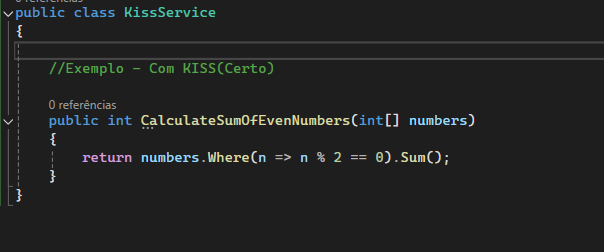 0 referências
public class KissService
{
//Exemplo - Com KISS(Certo)
0 referências
public int CalculateSumOfEvenNumbers(int[] numbers)
{
return numbers.Where(n => n % 2 == 0).Sum();
}
}